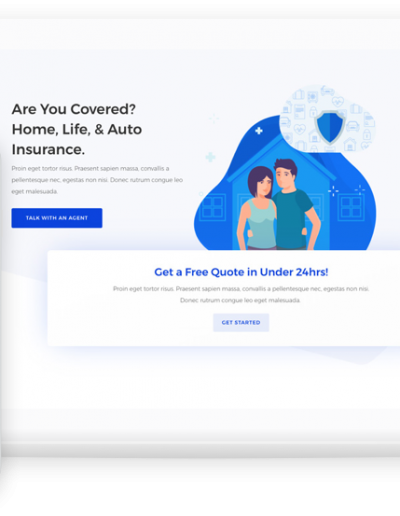 Are You Covered?
Home, Life, & Auto
Insurance.
Proin eget tortor risus. Praesent sapien massa, convallis a
pellentesque nec, egestas non nisi. Donec rutrum congue leo
eget malesuada.
TALK WITH AN AGENT
Get a Free Quote in Under 24hrs!
Proin eget tortor risus. Praesent sapien massa, convallis a pellentesque nec, egestas non nisi.
Donec rutrum congue leo eget malesuada.
GET STARTED